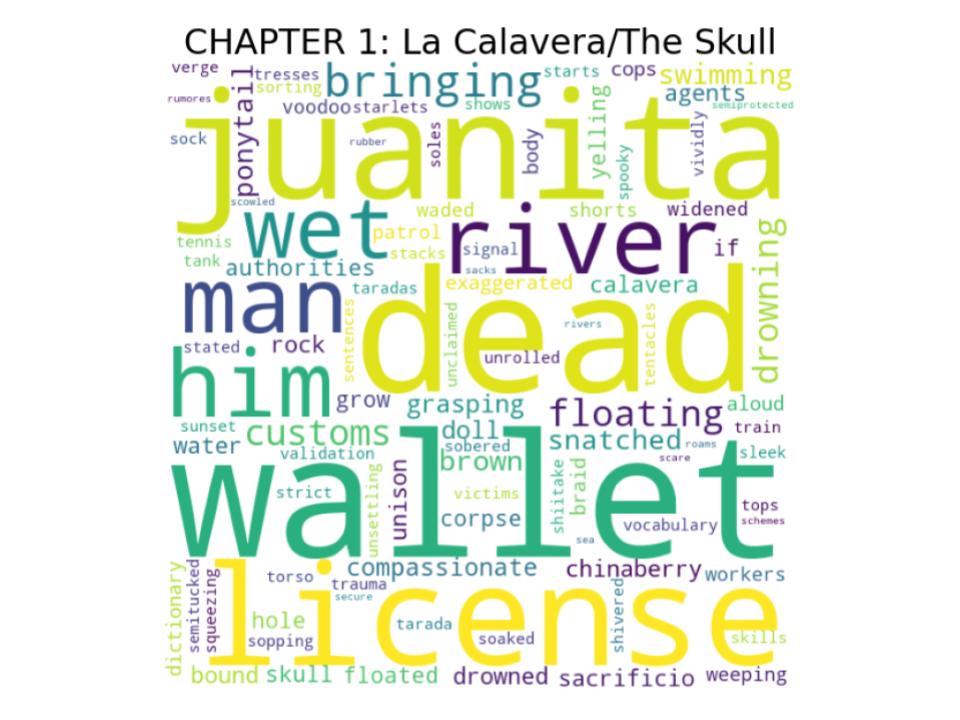 CHAPTER 1: La Calavera/The Skull
verge
tresses
bringing
starts
cops
swimming
rumores
ponytail
sorting
voodoo
starlets
shows
yelling
agents
semiprotected
juanita
sock
rubber
soles
body
spooky
vividly
scowled
wet
waded
patrol
river
shorts
widened
drowning
tennis
tank
authorities
stacks
signal
sacks
if
man
taradas
dead
exaggerated
calavera
sentences
unclaimed
rivers
tentacles
stated
rock
unrolled
him
grow
grasping
floating
aloud
sunset
customs
doll
snatched
roams
train
water
validation
sobered
brown
scare
sleek
wallet
strict
unsettling
unison
victims
corpse
shiitake
braid
sea
vocabulary
tops
schemes
dictionary
semitucked
squeezing
license
torso
trauma
secure
compassionate
chinaberry
workers
hole
sopping
tarada
soaked
shivered
skills
bound
skull
floated
drowned
sacrificio
weeping